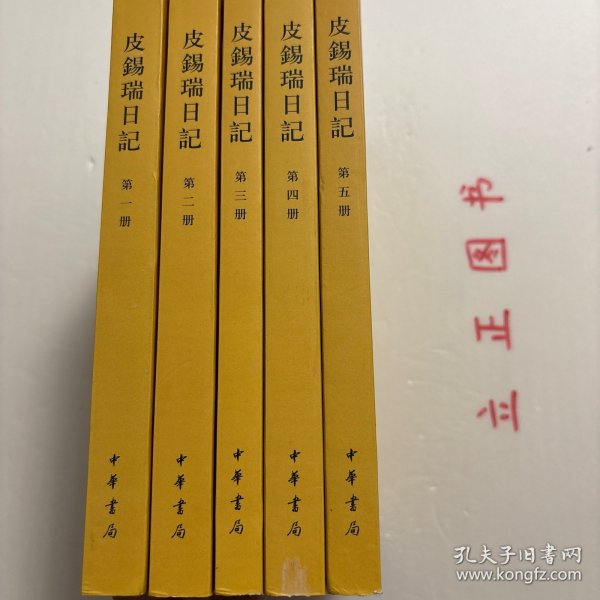 皮錫瑞日記
第一册
中華書局
皮錫瑞日記
第二册
中華書局
皮錫瑞日記
第三册
中華書局
皮錫瑞日記
第四册
中華書局
皮錫瑞日記
第五册
中華書局
立正图书
孔夫子旧书网
www.kongfz.com